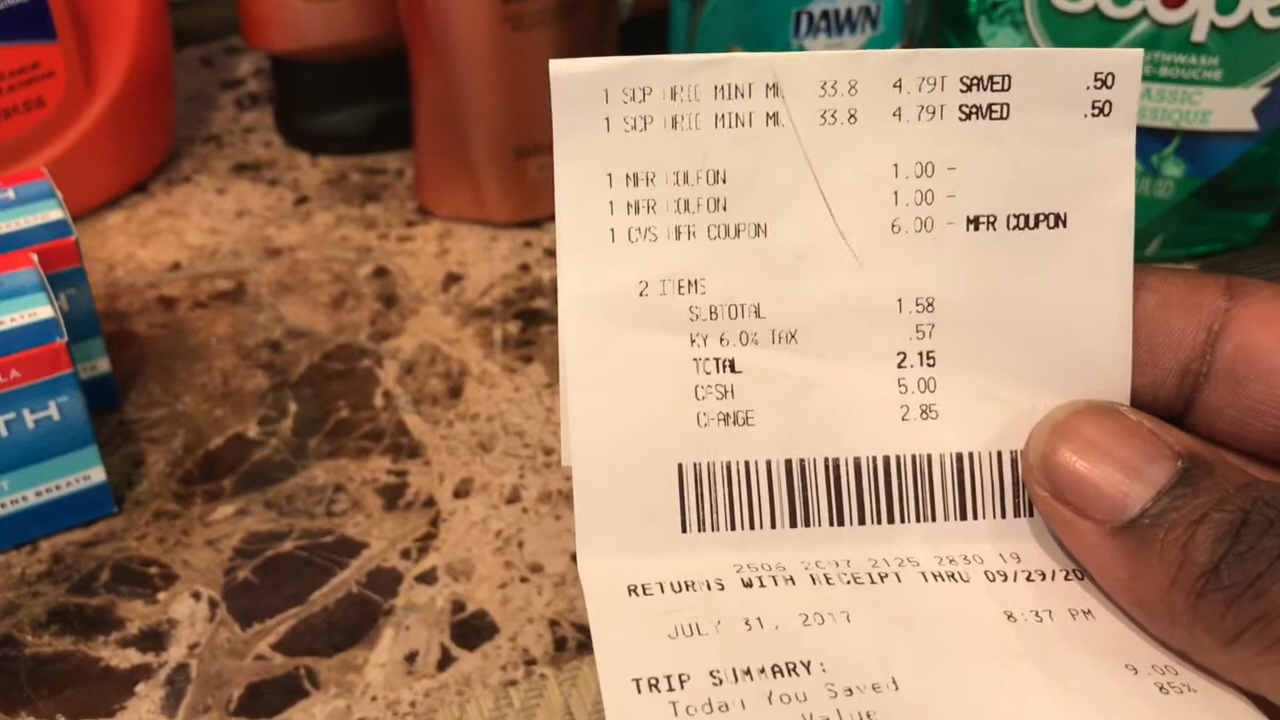 DAWN
scope
MOUTHWASH
CLASSIC
1 SCP ORIG MINT MO 33.8 4.79T SAVED .50
1 SCP ORIG MINT MO 33.8 4.79T SAVED .50
1 MFR COUPON 1.00 -
1 MFR COUPON 1.00 -
1 CVS MFR COUPON 6.00 - MFR COUPON
2 ITEMS
SUBTOTAL 1.58
KY 6.0% TAX .57
TOTAL 2.15
CASH 5.00
CHANGE 2.85
2506 2097 2125 2830 19
RETURNS WITH RECEIPT THRU 09/29/20
JULY 31, 2017 8:37 PM
TRIP SUMMARY:
Today You Saved 9.00
Value 85%